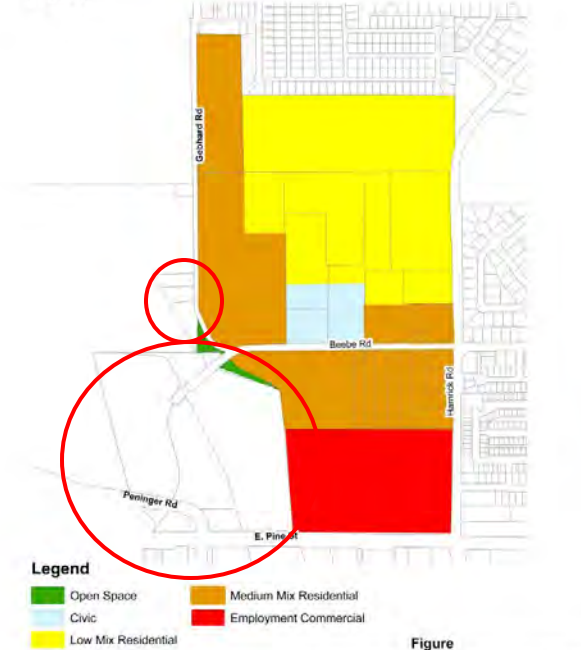 Gebhard Rd
Beebe Rd
Hamrick Rd
Peninger Rd
E. Pine St
Legend
Open Space
Medium Mix Residential
Civic
Employment Commercial
Low Mix Residential
Figure